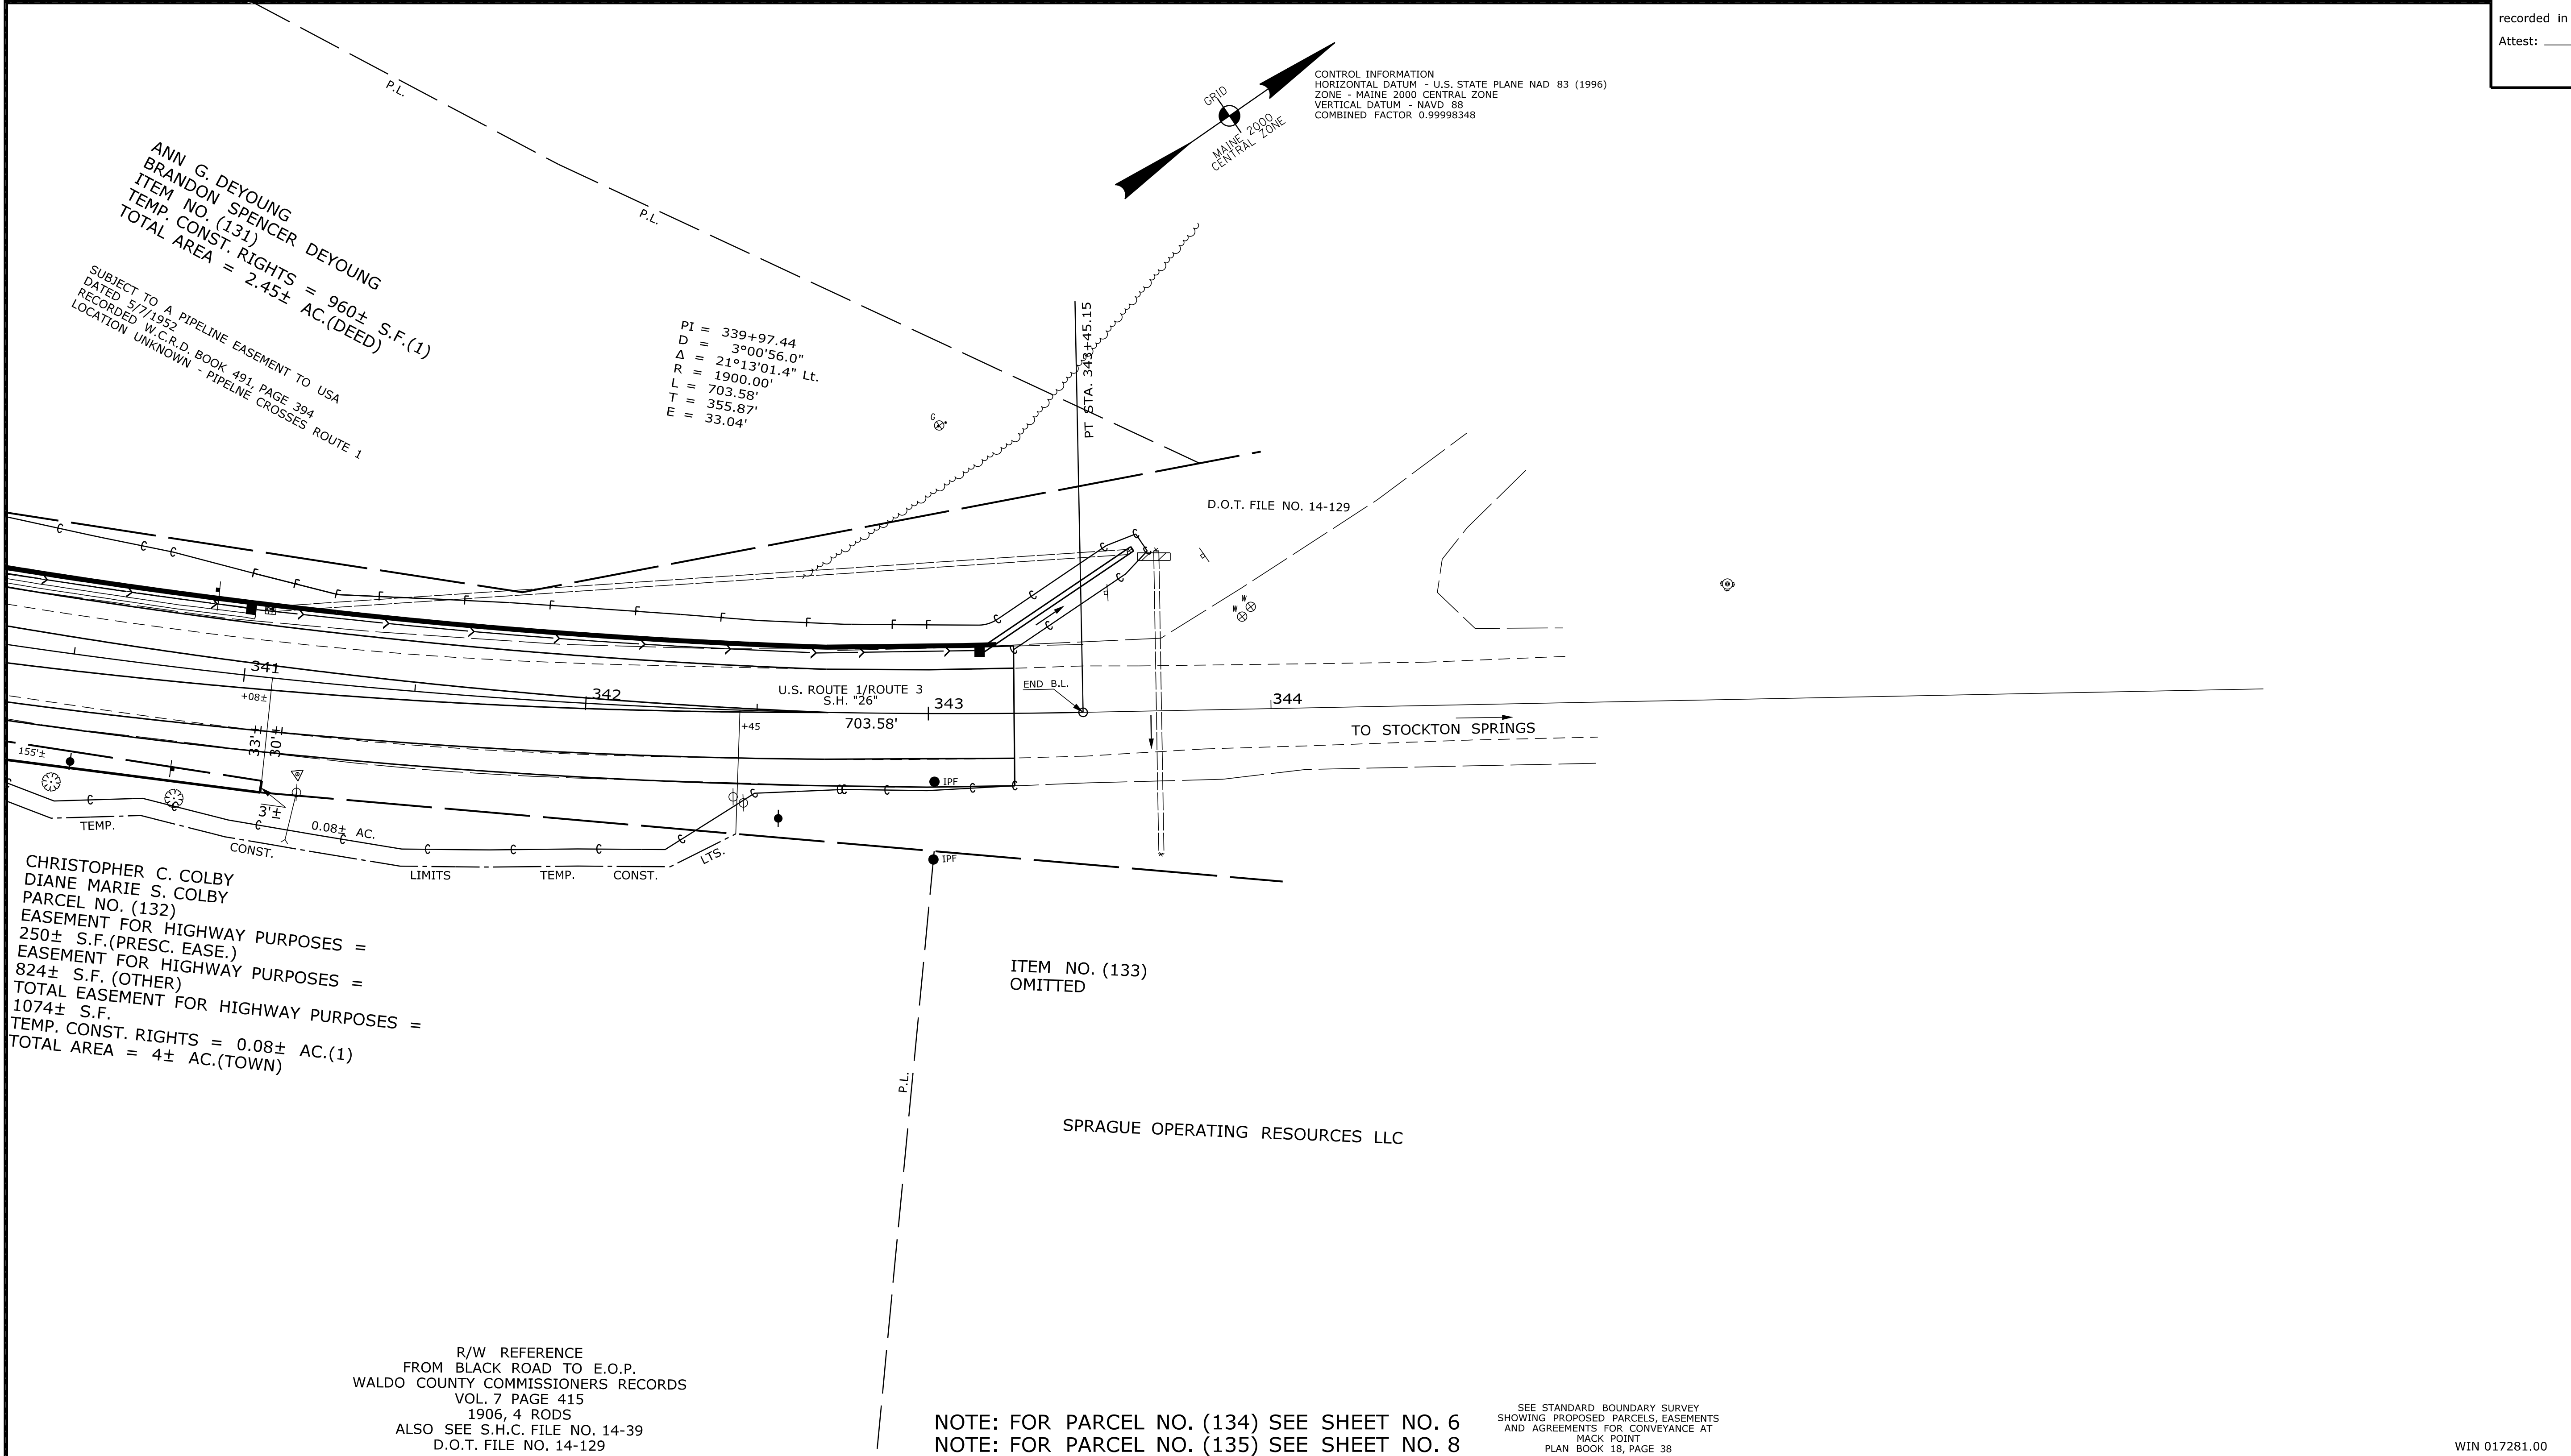 recorded in
Attest:
P.L.
P.L.
GRID
MAINE 2000
CENTRAL ZONE
CONTROL INFORMATION
HORIZONTAL DATUM - U.S. STATE PLANE NAD 83 (1996)
ZONE - MAINE 2000 CENTRAL ZONE
VERTICAL DATUM - NAVD 88
COMBINED FACTOR 0.99998348
ANN G. DEYOUNG
BRANDON SPENCER DEYOUNG
ITEM NO. (131)
TEMP. CONST. RIGHTS = 960± S.F.(1)
TOTAL AREA = 2.45± AC.(DEED)
SUBJECT TO A PIPELINE EASEMENT TO USA
DATED 5/7/1952
RECORDED W.C.R.D. BOOK 491, PAGE 394
LOCATION UNKNOWN - PIPELNE CROSSES ROUTE 1
PI = 339+97.44
D = 3°00'56.0"
Δ = 21°13'01.4" Lt.
R = 1900.00'
L = 703.58'
T = 355.87'
E = 33.04'
G
PT STA. 343+45.15
D.O.T. FILE NO. 14-129
W
W
341
+08±
342
U.S. ROUTE 1/ROUTE 3
S.H. "26"
703.58'
343
END B.L.
344
TO STOCKTON SPRINGS
33'±
30'±
+45
155'±
3'±
0.08± AC.
IPF
IPF
TEMP.
CONST.
LIMITS
TEMP.
CONST.
LTS.
CHRISTOPHER C. COLBY
DIANE MARIE S. COLBY
PARCEL NO. (132)
EASEMENT FOR HIGHWAY PURPOSES =
250± S.F.(PRESC. EASE.)
EASEMENT FOR HIGHWAY PURPOSES =
824± S.F. (OTHER)
TOTAL EASEMENT FOR HIGHWAY PURPOSES =
1074± S.F.
TEMP. CONST. RIGHTS = 0.08± AC.(1)
TOTAL AREA = 4± AC.(TOWN)
ITEM NO. (133)
OMITTED
P.L.
SPRAGUE OPERATING RESOURCES LLC
R/W REFERENCE
FROM BLACK ROAD TO E.O.P.
WALDO COUNTY COMMISSIONERS RECORDS
VOL. 7 PAGE 415
1906, 4 RODS
ALSO SEE S.H.C. FILE NO. 14-39
D.O.T. FILE NO. 14-129
NOTE: FOR PARCEL NO. (134) SEE SHEET NO. 6
NOTE: FOR PARCEL NO. (135) SEE SHEET NO. 8
SEE STANDARD BOUNDARY SURVEY
SHOWING PROPOSED PARCELS, EASEMENTS
AND AGREEMENTS FOR CONVEYANCE AT
MACK POINT
PLAN BOOK 18, PAGE 38
WIN 017281.00